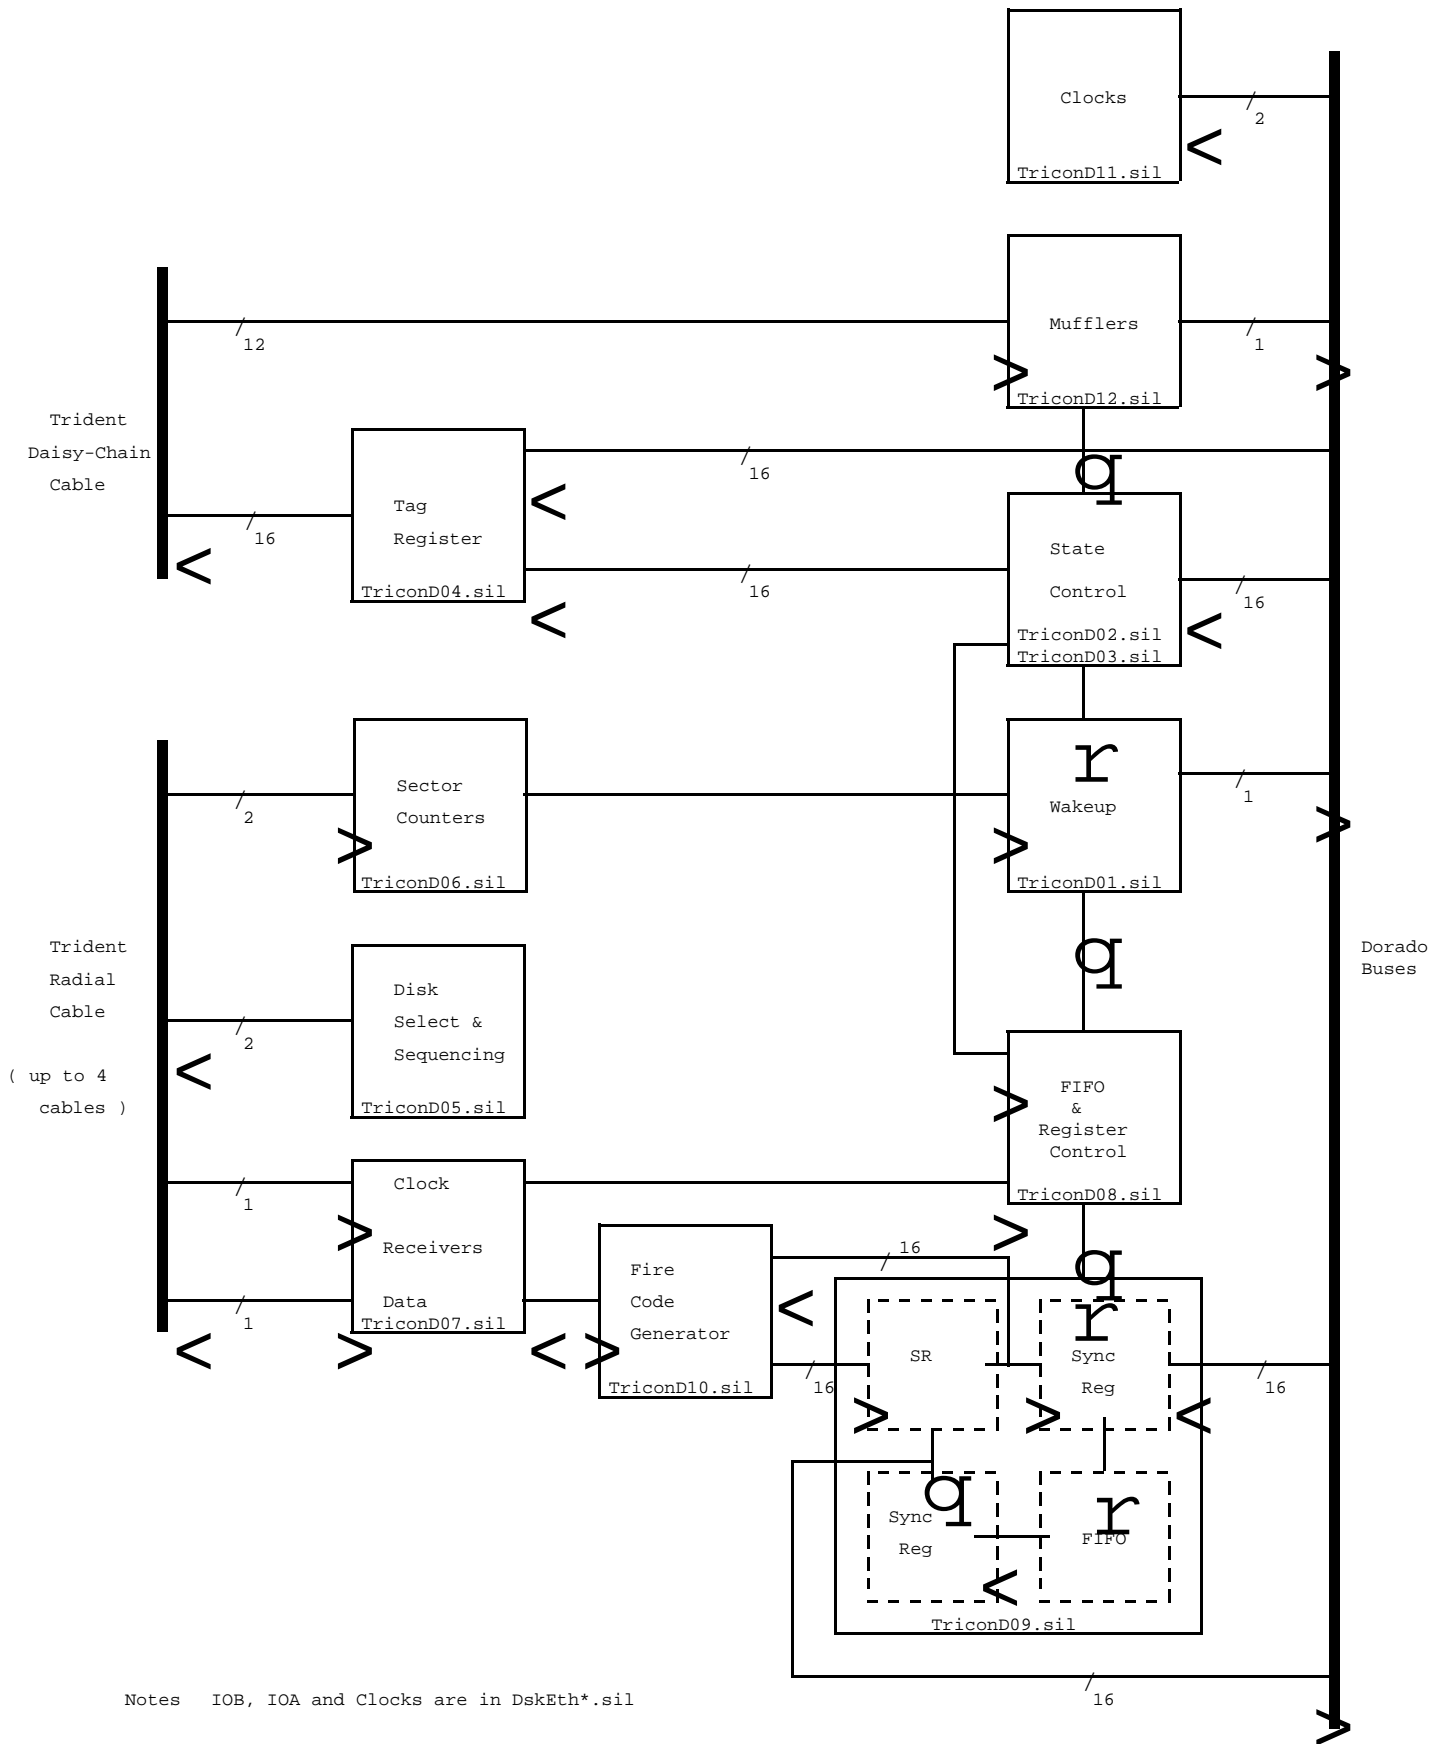 Clocks
2
TriconD11.sil
Mufflers
12
1
TriconD12.sil
Trident
Daisy-Chain
Cable
16
Tag
Register
16
TriconD04.sil
16
State
Control
16
TriconD02.sil
TriconD03.sil
Sector
Counters
2
TriconD06.sil
r
Wakeup
1
TriconD01.sil
q
q
Trident
Radial
Cable
( up to 4
cables )
Disk
Select &
Sequencing
2
TriconD05.sil
Dorado
Buses
FIFO
&
Register
Control
TriconD08.sil
Clock
1
Receivers
Data
1
TriconD07.sil
Fire
Code
Generator
TriconD10.sil
16
16
q
r
SR
Sync
Reg
16
q
Sync
Reg
r
FIFO
TriconD09.sil
16
Notes IOB, IOA and Clocks are in DskEth*.sil